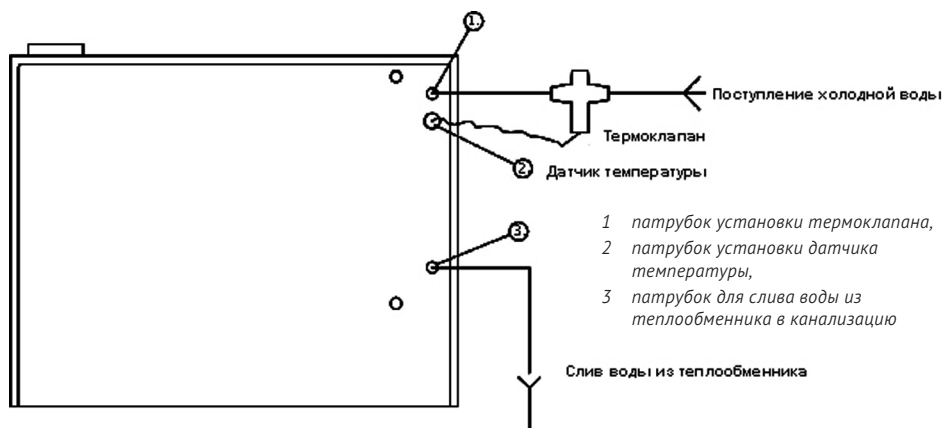 1.
Поступление холодной воды
Термоклапан
2.
Датчик температуры
1 патрубок установки термоклапана,
2 патрубок установки датчика
температуры,
3.
3 патрубок для слива воды из
теплообменника в канализацию
Слив воды из теплообменника